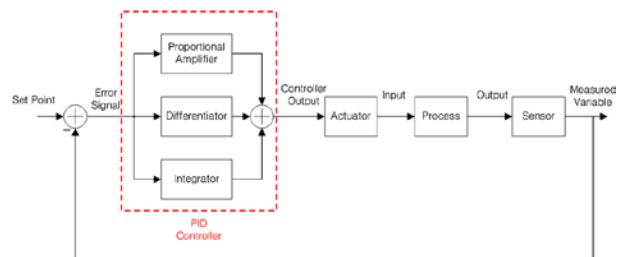 Proportional
Amplifier
Set Point
Error
Signal
Differentiator
Controller
Output
Actuator
Input
Process
Output
Sensor
Measured
Variable
Integrator
PID
Controller